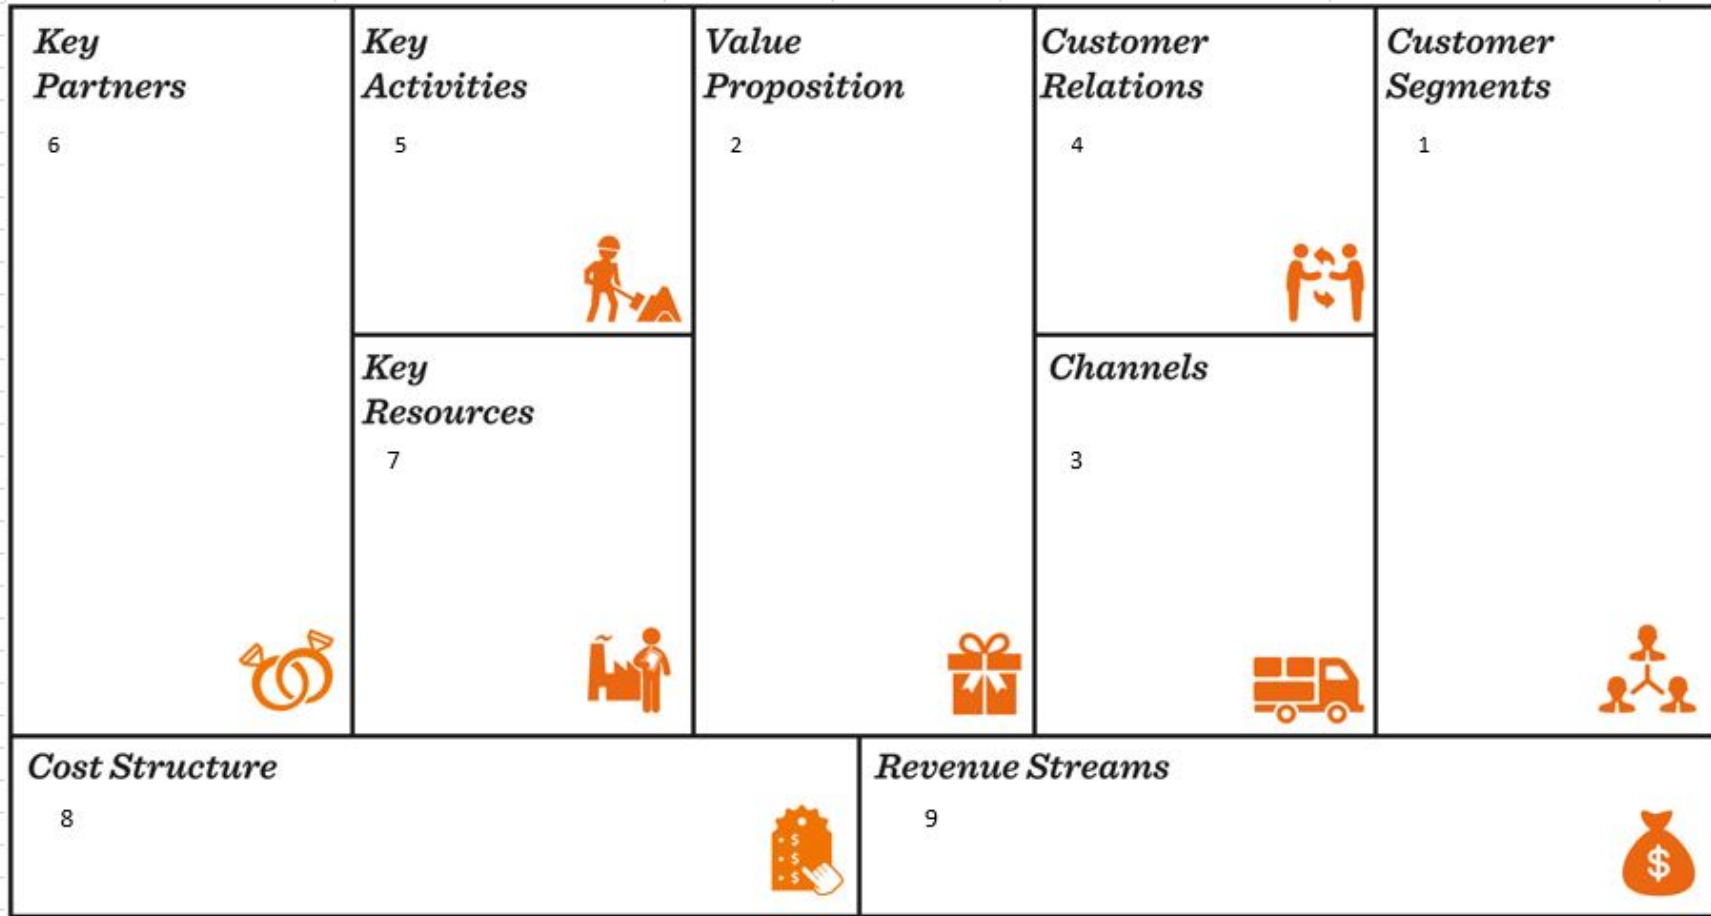 Key
Partners
6
Key
Activities
5
Key
Resources
7
Value
Proposition
2
Customer
Relations
4
Channels
3
Customer
Segments
1
Cost Structure
8
$
$
$
Revenue Streams
9
$